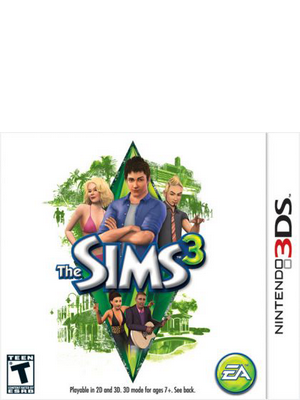 The SIMS 3
NINTENDO 3DS
TEEN
T
ESRB
Playable in 2D and 3D. 3D mode for ages 7+. See back.
EA